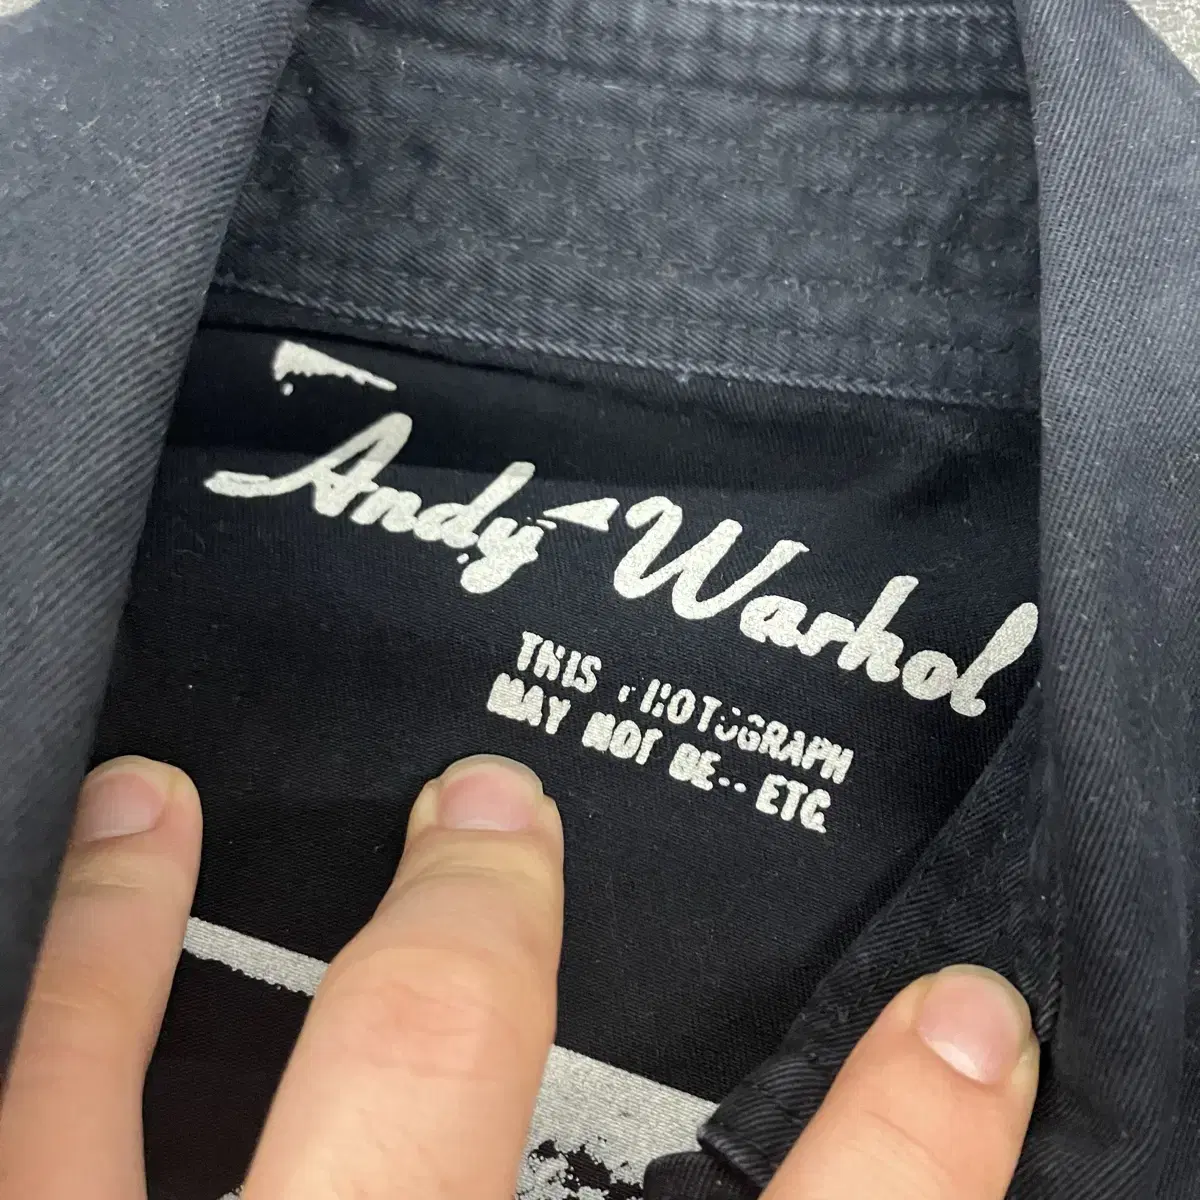 Andy Warhol
THIS PHOTOGRAPH
MAY NOT BE-- ETC.